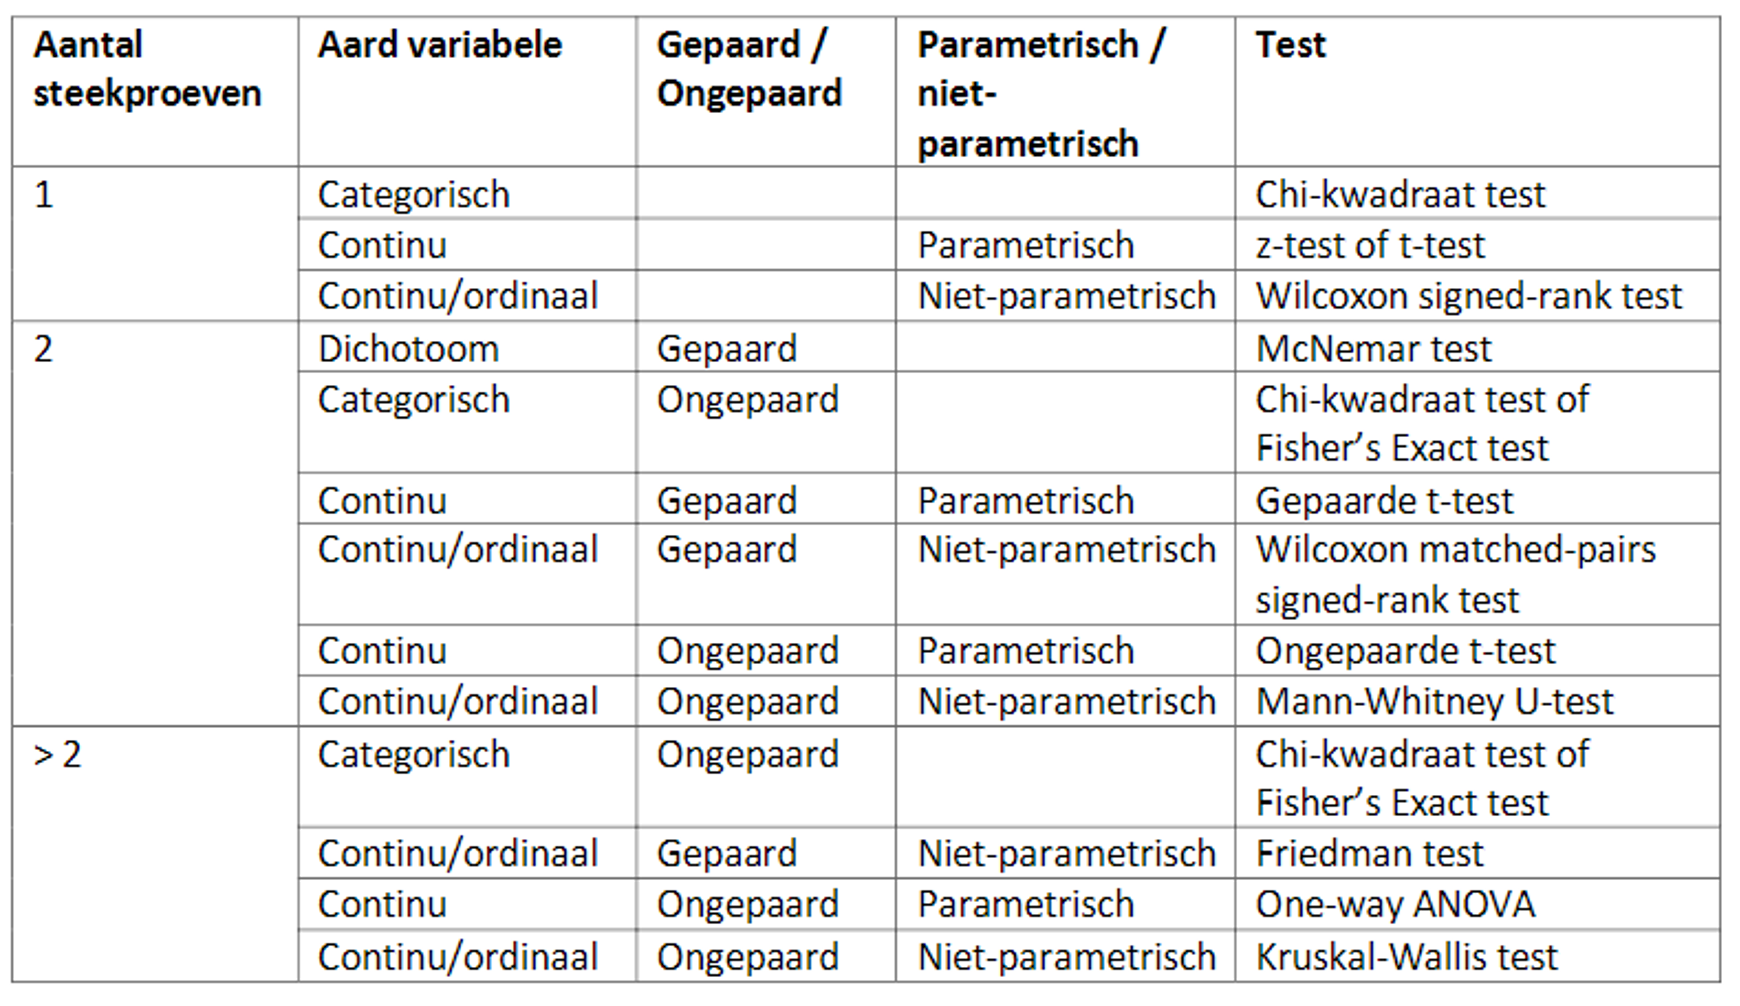 Aantal steekproeven | Aard variabele | Gepaard / Ongepaard | Parametrisch / niet-parametrisch | Test
1 | Categorisch | | | Chi-kwadraat test
Continu | | Parametrisch | z-test of t-test
Continu/ordinaal | | Niet-parametrisch | Wilcoxon signed-rank test
2 | Dichotoom | Gepaard | | McNemar test
Categorisch | Ongepaard | | Chi-kwadraat test of Fisher’s Exact test
Continu | Gepaard | Parametrisch | Gepaarde t-test
Continu/ordinaal | Gepaard | Niet-parametrisch | Wilcoxon matched-pairs signed-rank test
Continu | Ongepaard | Parametrisch | Ongepaarde t-test
Continu/ordinaal | Ongepaard | Niet-parametrisch | Mann-Whitney U-test
> 2 | Categorisch | Ongepaard | | Chi-kwadraat test of Fisher’s Exact test
Continu/ordinaal | Gepaard | Niet-parametrisch | Friedman test
Continu | Ongepaard | Parametrisch | One-way ANOVA
Continu/ordinaal | Ongepaard | Niet-parametrisch | Kruskal-Wallis test